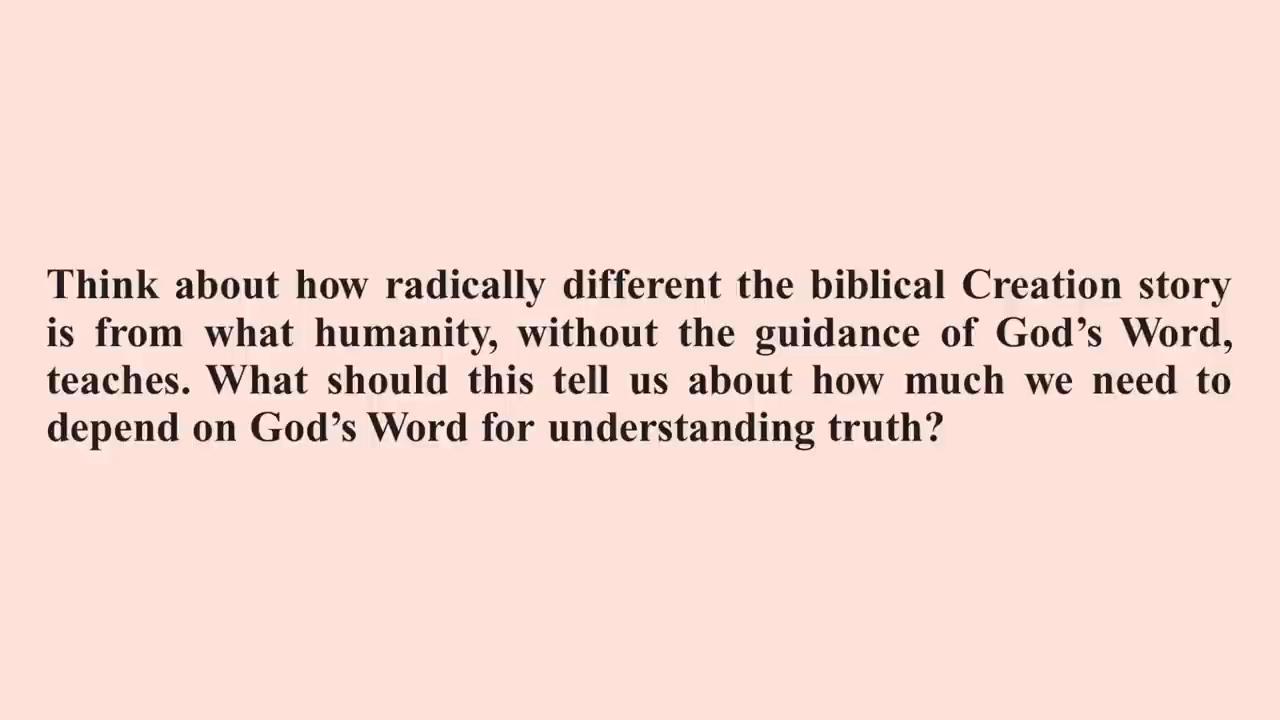 Think about how radically different the biblical Creation story
is from what humanity, without the guidance of God’s Word,
teaches. What should this tell us about how much we need to
depend on God’s Word for understanding truth?